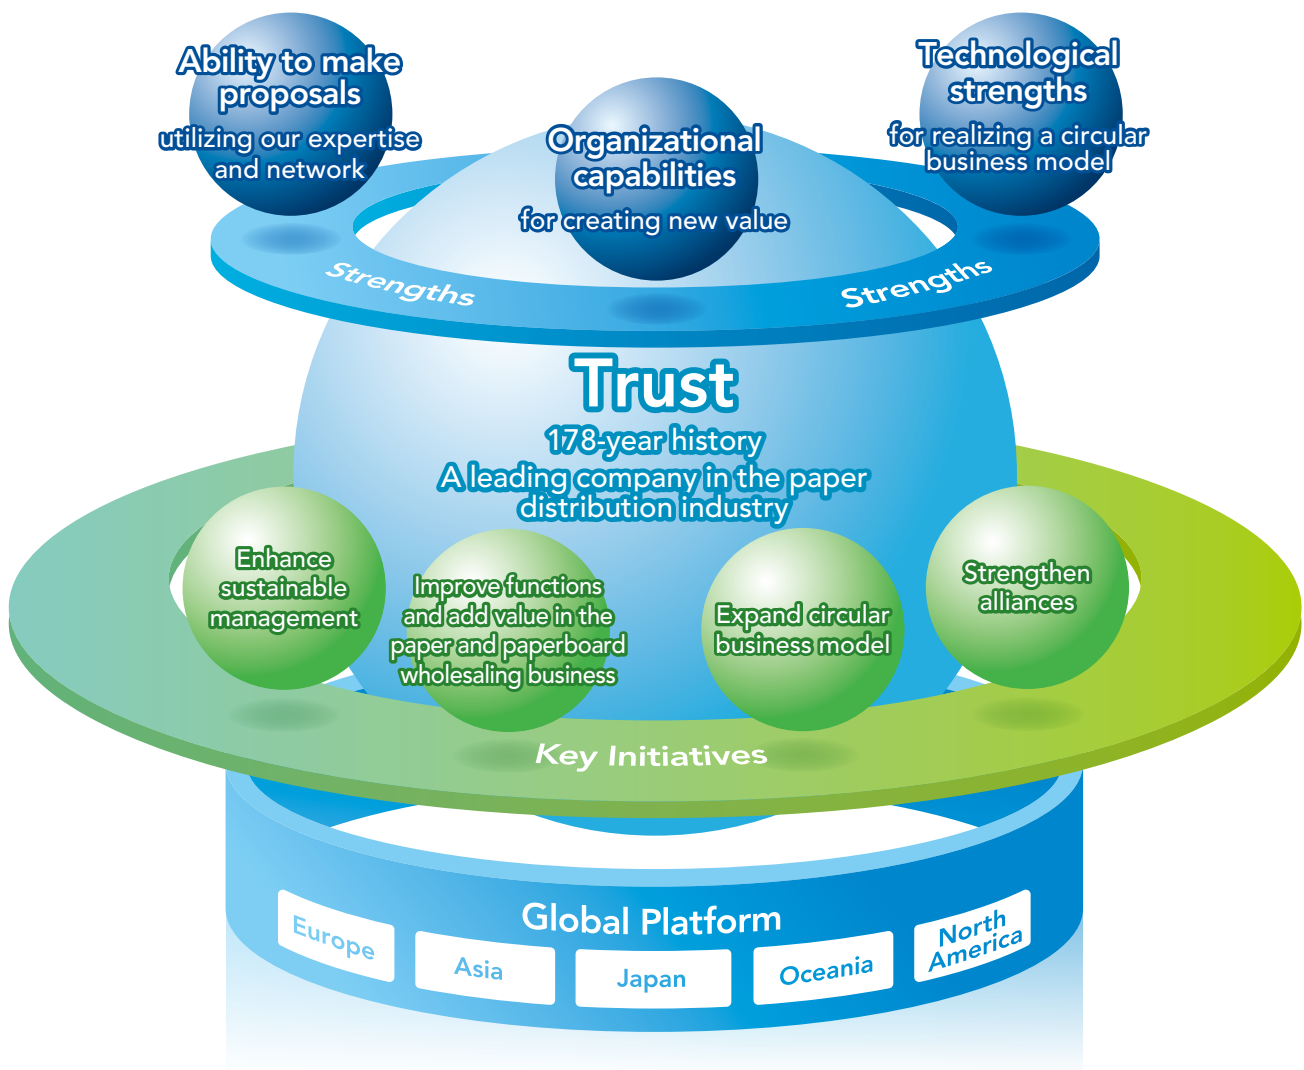 Ability to make
proposals
utilizing our expertise
and network
Organizational
capabilities
for creating new value
Technological
strengths
for realizing a circular
business model
Strengths
Strengths
Trust
178-year history
A leading company in the paper
distribution industry
Enhance
sustainable
management
Improve functions
and add value in the
paper and paperboard
wholesaling business
Expand circular
business model
Strengthen
alliances
Key Initiatives
Global Platform
Europe
Asia
Japan
Oceania
North
America